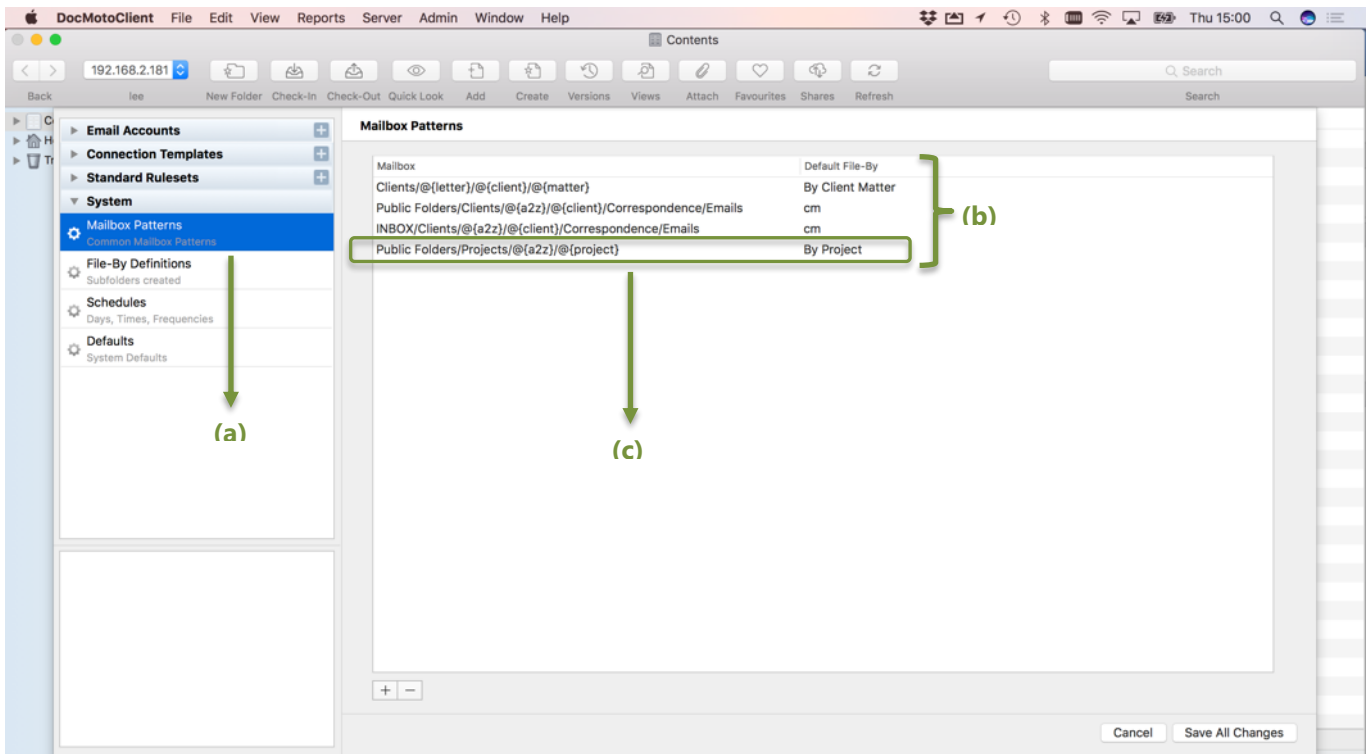 DocMotoClient File Edit View Reports Server Admin Window Help Thu 15:00
Contents
192.168.2.181 Search
Back lee New Folder Check-In Check-Out Quick Look Add Create Versions Views Attach Favourites Shares Refresh Search
Email Accounts
Connection Templates
Standard Rulesets
System
Mailbox Patterns
Common Mailbox Patterns
File-By Definitions
Subfolders created
Schedules
Days, Times, Frequencies
Defaults
System Defaults
(a)
Mailbox Patterns
Mailbox Default File-By
Clients/@{letter}/@{client}/@{matter} By Client Matter
Public Folders/Clients/@{a2z}/@{client}/Correspondence/Emails cm
INBOX/Clients/@{a2z}/@{client}/Correspondence/Emails cm
Public Folders/Projects/@{a2z}/@{project} By Project
(b)
(c)
+ −
Cancel Save All Changes